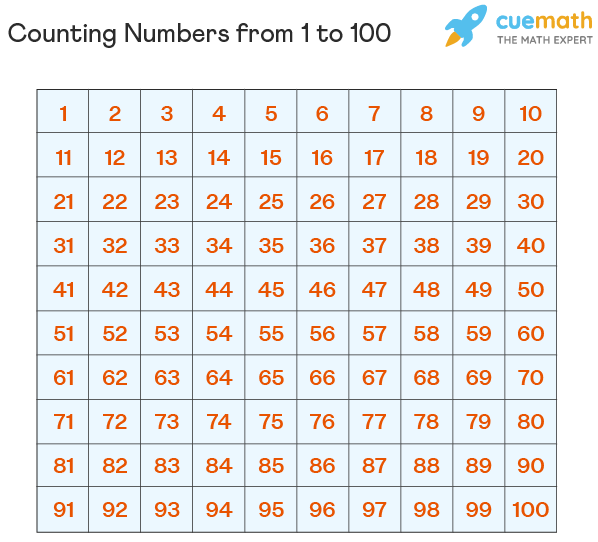 Counting Numbers from 1 to 100
cuemath
THE MATH EXPERT
1 2 3 4 5 6 7 8 9 10
11 12 13 14 15 16 17 18 19 20
21 22 23 24 25 26 27 28 29 30
31 32 33 34 35 36 37 38 39 40
41 42 43 44 45 46 47 48 49 50
51 52 53 54 55 56 57 58 59 60
61 62 63 64 65 66 67 68 69 70
71 72 73 74 75 76 77 78 79 80
81 82 83 84 85 86 87 88 89 90
91 92 93 94 95 96 97 98 99 100